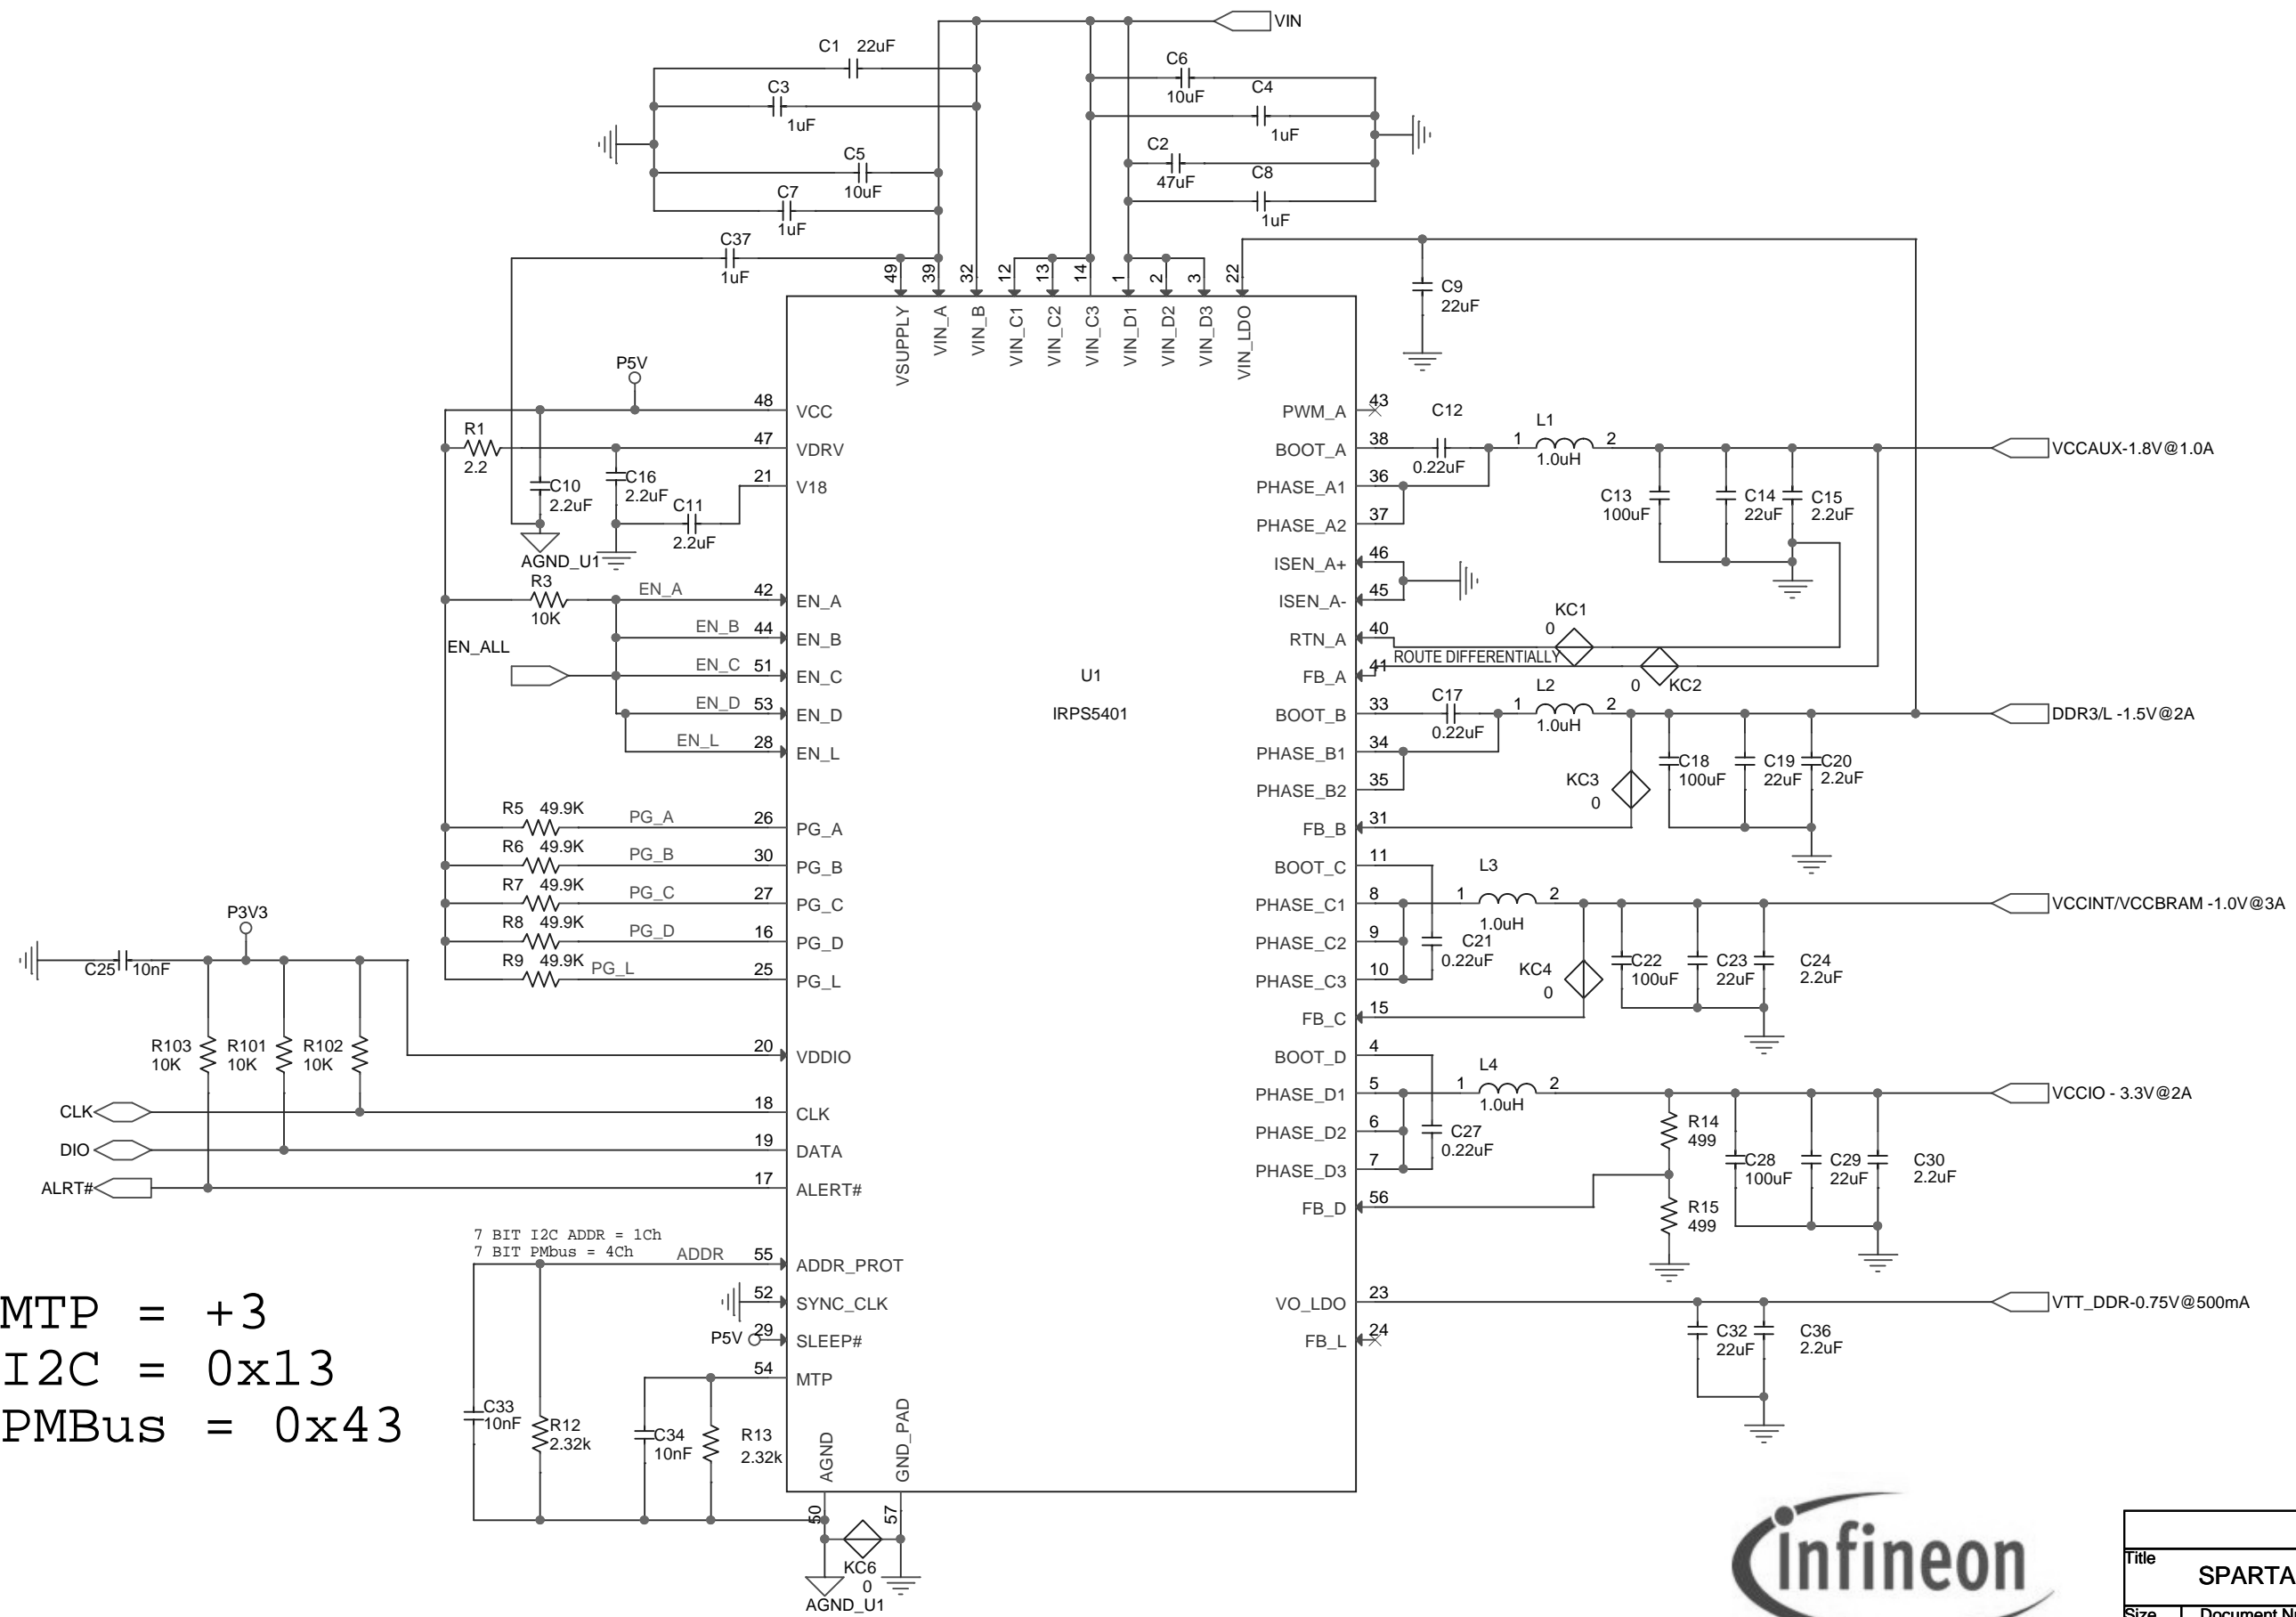 VIN
C1 22uF
C3
1uF
C5
10uF
C7
1uF
C37
1uF
C6
10uF
C4
1uF
C2
47uF
C8
1uF
C9
22uF
49 39 32 12 13 14 1 2 3 22
VSUPPLY
VIN_A
VIN_B
VIN_C1
VIN_C2
VIN_C3
VIN_D1
VIN_D2
VIN_D3
VIN_LDO
P5V
48 VCC
R1
2.2
47 VDRV
C10
2.2uF
C16
2.2uF
21 V18
C11
2.2uF
AGND_U1
R3
10K
EN_A 42 EN_A
EN_B 44 EN_B
EN_ALL
EN_C 51 EN_C
EN_D 53 EN_D
EN_L 28 EN_L
R5 49.9K PG_A 26 PG_A
R6 49.9K PG_B 30 PG_B
R7 49.9K PG_C 27 PG_C
R8 49.9K PG_D 16 PG_D
R9 49.9K PG_L 25 PG_L
P3V3
C25 10nF
R103
10K
R101
10K
R102
10K
20 VDDIO
CLK 18 CLK
DIO 19 DATA
ALRT# 17 ALERT#
7 BIT I2C ADDR = 1Ch
7 BIT PMbus = 4Ch
ADDR 55 ADDR_PROT
52 SYNC_CLK
P5V 29 SLEEP#
54 MTP
MTP = +3
I2C = 0x13
PMBus = 0x43
C33
10nF
R12
2.32k
C34
10nF
R13
2.32k
AGND
GND_PAD
50 57
KC6
0
AGND_U1
U1
IRPS5401
PWM_A 43
BOOT_A 38
C12
0.22uF
1 L1 2
1.0uH
VCCAUX-1.8V@1.0A
PHASE_A1 36
PHASE_A2 37
C13
100uF
C14
22uF
C15
2.2uF
ISEN_A+ 46
ISEN_A- 45
RTN_A 40
KC1
0
ROUTE DIFFERENTIALLY
FB_A 41
0 KC2
BOOT_B 33
C17
0.22uF
1 L2 2
1.0uH
DDR3/L -1.5V@2A
PHASE_B1 34
PHASE_B2 35
KC3
0
C18
100uF
C19
22uF
C20
2.2uF
FB_B 31
BOOT_C 11
PHASE_C1 8
1 L3 2
1.0uH
VCCINT/VCCBRAM -1.0V@3A
PHASE_C2 9
C21
0.22uF
PHASE_C3 10
KC4
0
C22
100uF
C23
22uF
C24
2.2uF
FB_C 15
BOOT_D 4
PHASE_D1 5
1 L4 2
1.0uH
VCCIO - 3.3V@2A
PHASE_D2 6
C27
0.22uF
PHASE_D3 7
R14
499
R15
499
C28
100uF
C29
22uF
C30
2.2uF
FB_D 56
VO_LDO 23
VTT_DDR-0.75V@500mA
FB_L 24
C32
22uF
C36
2.2uF
infineon
Title
SPARTA
Size
Document N